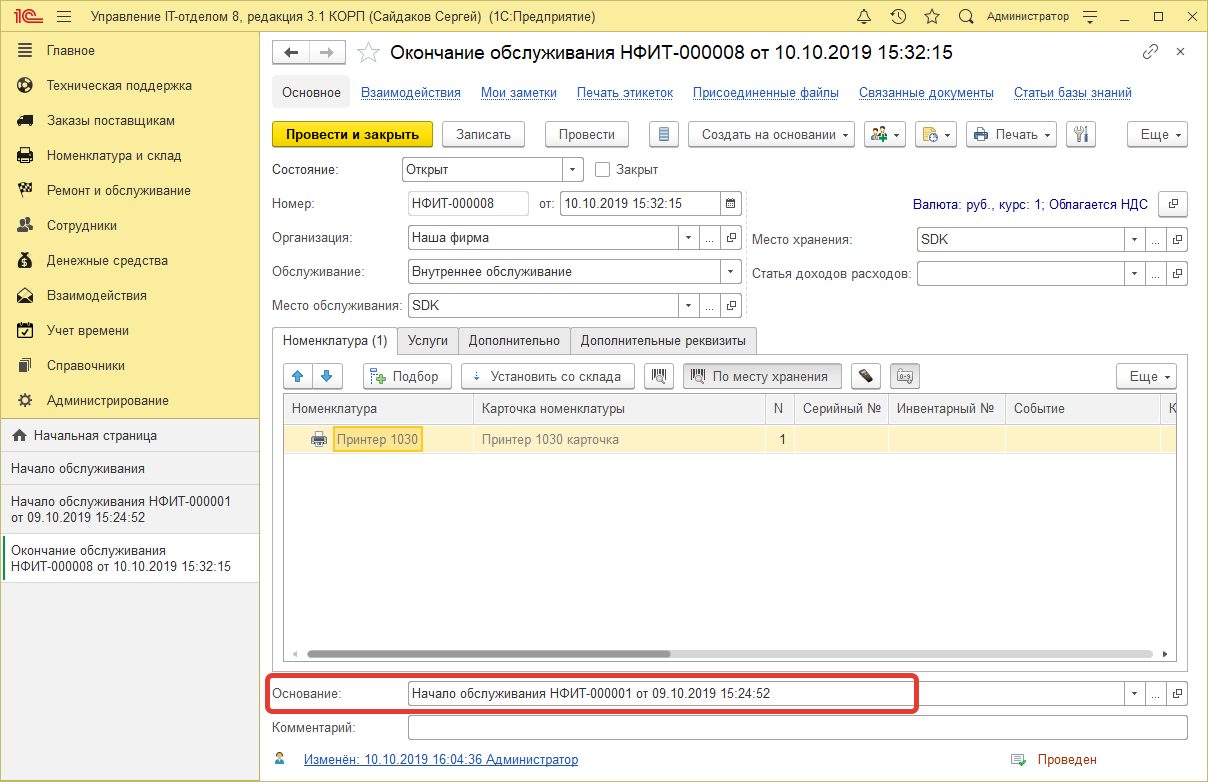 Управление IT-отделом 8, редакция 3.1 КОРП (Сайдаков Сергей) (1С:Предприятие)
Администратор
Главное
Техническая поддержка
Заказы поставщикам
Номенклатура и склад
Ремонт и обслуживание
Сотрудники
Денежные средства
Взаимодействия
Учет времени
Справочники
Администрирование
Начальная страница
Начало обслуживания
Начало обслуживания НФИТ-000001
от 09.10.2019 15:24:52
Окончание обслуживания
НФИТ-000008 от 10.10.2019 15:32:15
Окончание обслуживания НФИТ-000008 от 10.10.2019 15:32:15
Основное Взаимодействия Мои заметки Печать этикеток Присоединенные файлы Связанные документы Статьи базы знаний
Провести и закрыть Записать Провести Создать на основании Печать Еще
Состояние: Открыт Закрыт
Номер: НФИТ-000008 от: 10.10.2019 15:32:15 Валюта: руб., курс: 1; Облагается НДС
Организация: Наша фирма ... Место хранения: SDK ...
Обслуживание: Внутреннее обслуживание Статья доходов расходов: ...
Место обслуживания: SDK ...
Номенклатура (1) Услуги Дополнительно Дополнительные реквизиты
Подбор Установить со склада По месту хранения Еще
Номенклатура Карточка номенклатуры N Серийный № Инвентарный № Событие К
Принтер 1030 Принтер 1030 карточка 1
Основание: Начало обслуживания НФИТ-000001 от 09.10.2019 15:24:52 ...
Комментарий:
Изменён: 10.10.2019 16:04:36 Администратор Проведен